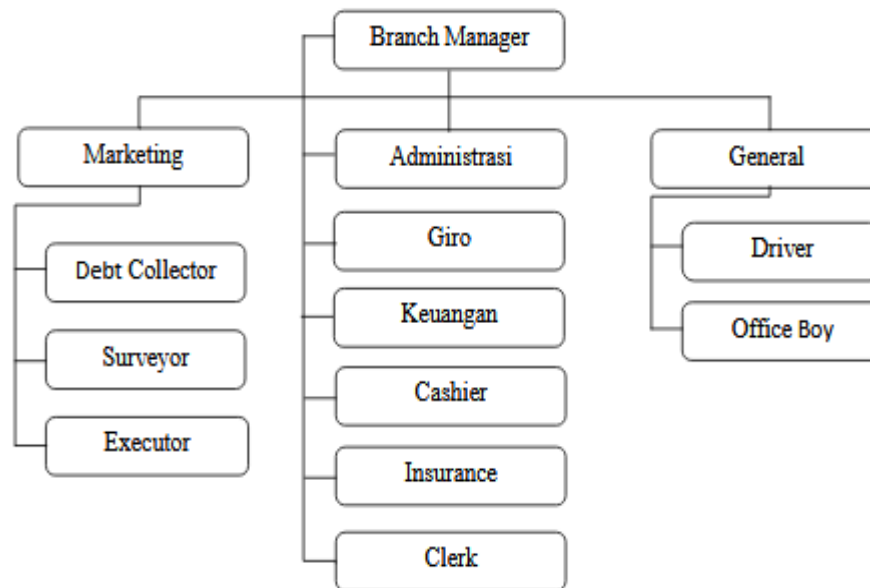 Branch Manager
Marketing
Administrasi
General
Debt Collector
Surveyor
Executor
Giro
Keuangan
Cashier
Insurance
Clerk
Driver
Office Boy